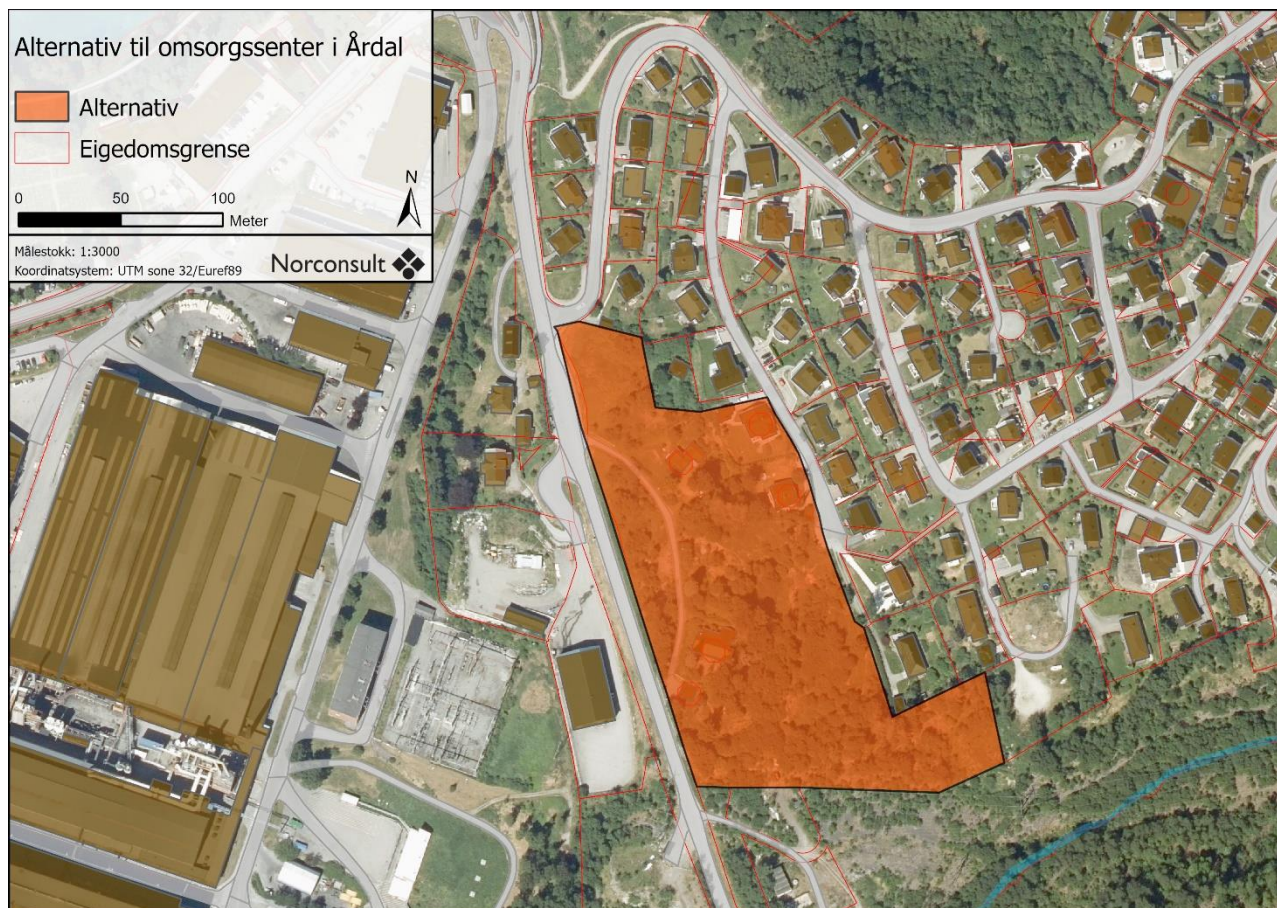 Alternativ til omsorgssenter i Årdal
Alternativ
Eigedomsgrense
N
0 50 100
Meter
Målestokk: 1:3000
Koordinatsystem: UTM sone 32/Euref89
Norconsult